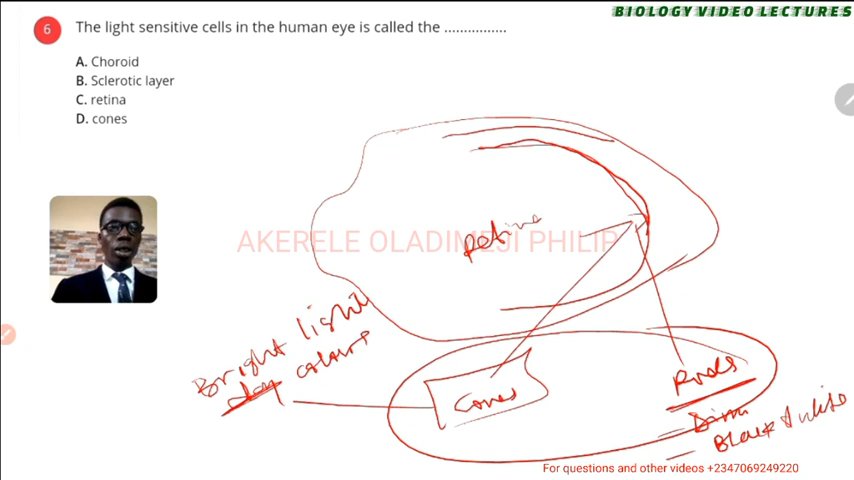 BIOLOGY VIDEO LECTURES
6 The light sensitive cells in the human eye is called the ................
A. Choroid
B. Sclerotic layer
C. retina
D. cones
Retina
AKERELE OLADIMEJI PHILIP
Bright light
day colours
Cones
Rods
Dim
Black & white
For questions and other videos +2347069249220